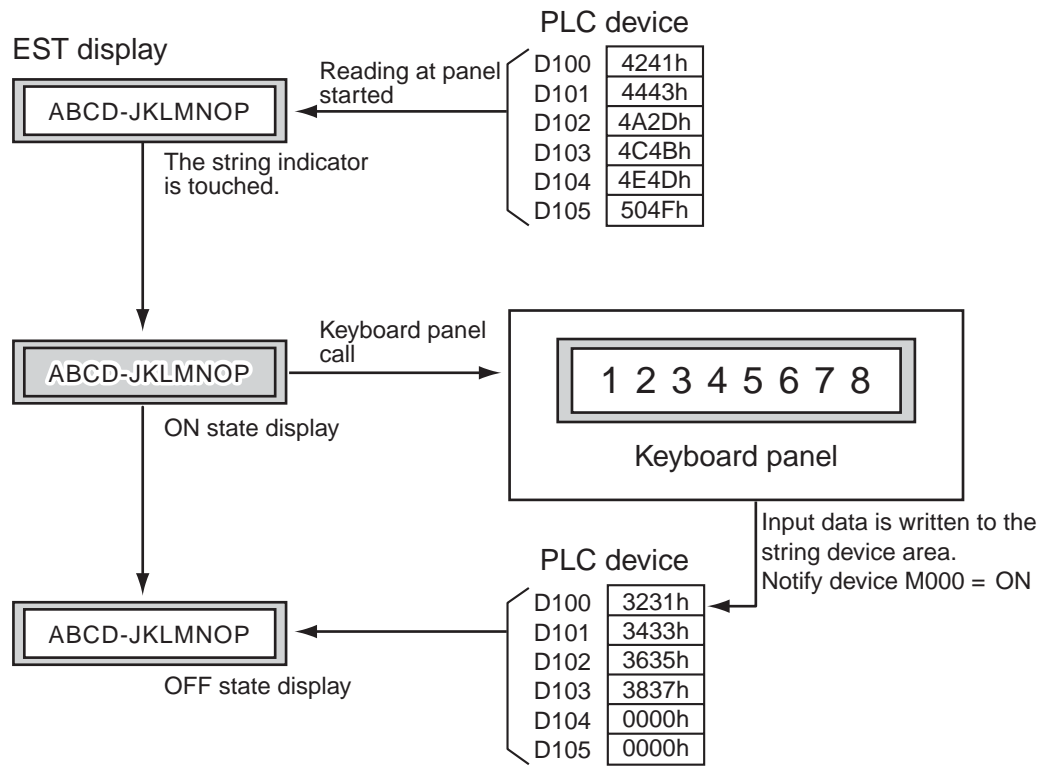 PLC device
EST display
D100 4241h
D101 4443h
D102 4A2Dh
D103 4C4Bh
D104 4E4Dh
D105 504Fh
Reading at panel
started
ABCD-JKLMNOP
The string indicator
is touched.
Keyboard panel
call
ABCD-JKLMNOP
ON state display
1 2 3 4 5 6 7 8
Keyboard panel
Input data is written to the
string device area.
Notify device M000 = ON
PLC device
D100 3231h
D101 3433h
D102 3635h
D103 3837h
D104 0000h
D105 0000h
ABCD-JKLMNOP
OFF state display